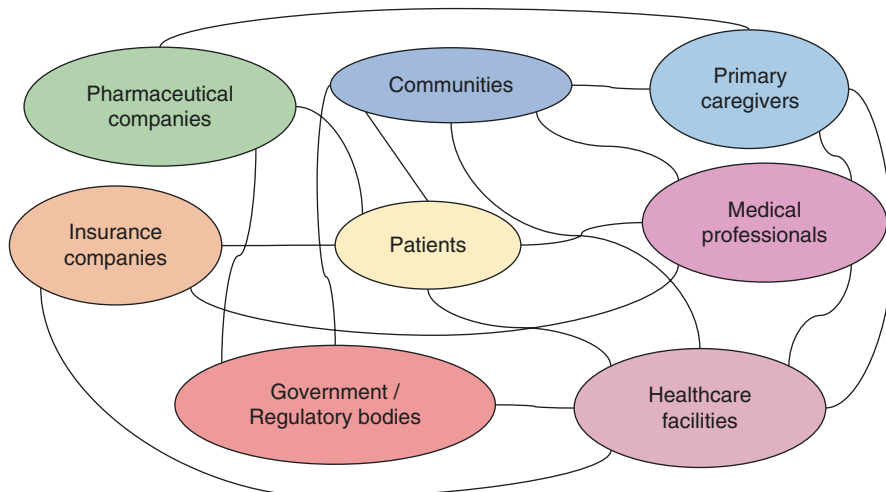 Pharmaceutical
companies
Communities
Primary
caregivers
Insurance
companies
Patients
Medical
professionals
Government /
Regulatory bodies
Healthcare
facilities